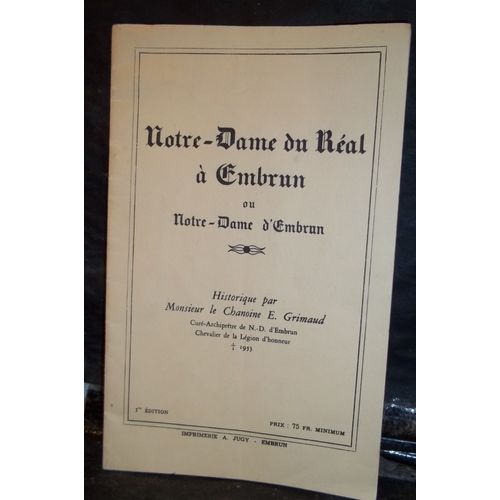 Notre-Dame du Réal
à Embrun
ou
Notre-Dame d'Embrun
Historique par
Monsieur le Chanoine E. Grimaud
Curé-Archiprêtre de N.-D. d'Embrun
Chevalier de la Légion d'honneur
† 1953
ÉDITION
PRIX : 75 FR. MINIMUM
IMPRIMERIE A. JUGY - EMBRUN